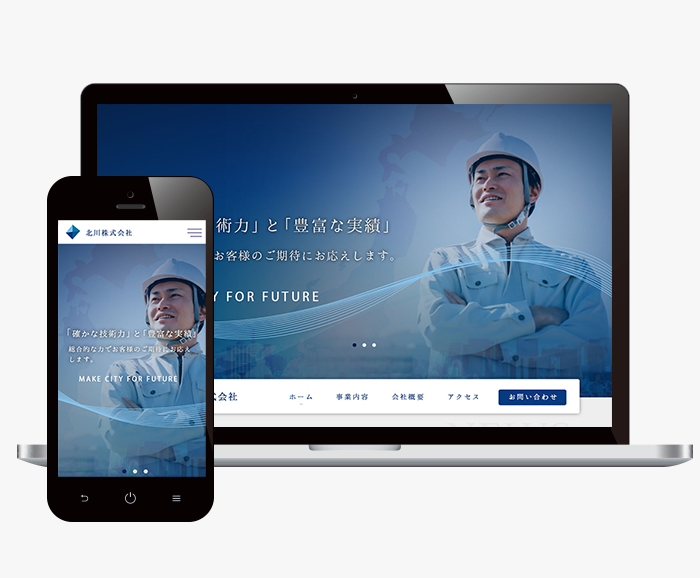 術力」と「豊富な実績」
お客様のご期待にお応えします。
Y FOR FUTURE
式会社
ホーム
事業内容
会社概要
アクセス
お問い合わせ
北川株式会社
「確かな技術力」と「豊富な実績」
総合的な力でお客様のご期待にお応え
します。
MAKE CITY FOR FUTURE